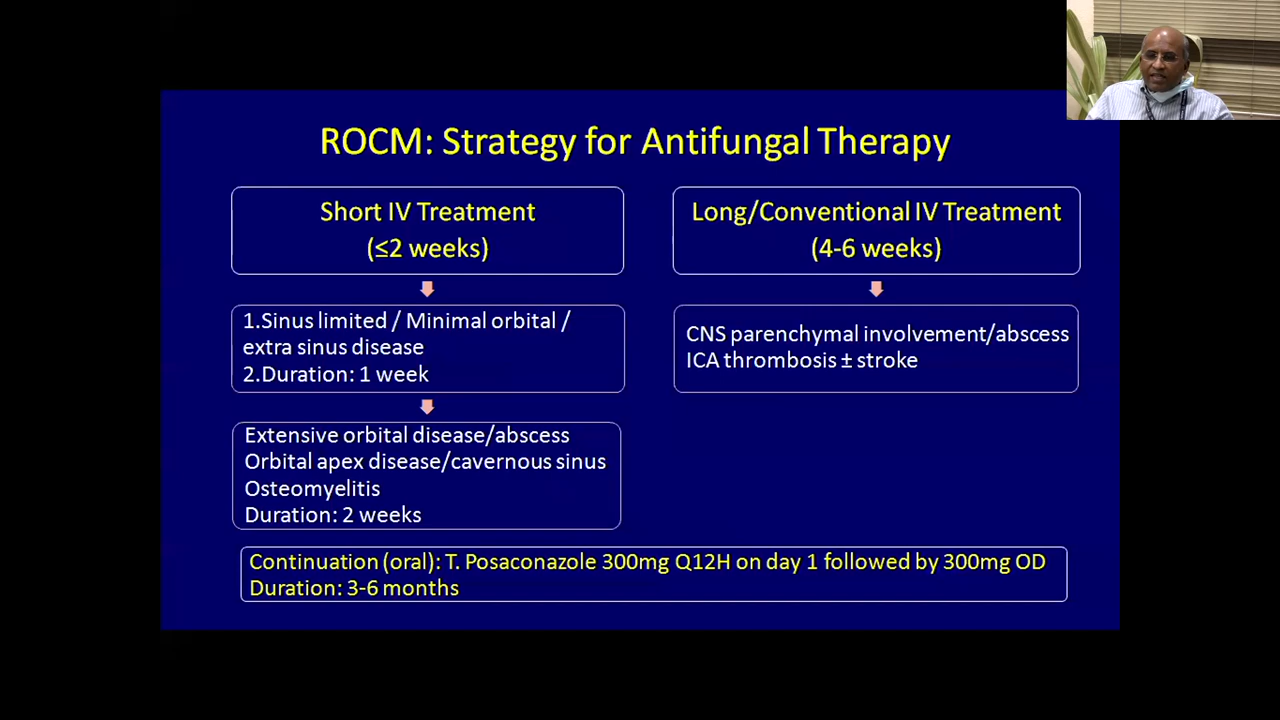 ROCM: Strategy for Antifungal Therapy
Short IV Treatment
(≤2 weeks)
1.Sinus limited / Minimal orbital /
extra sinus disease
2.Duration: 1 week
Extensive orbital disease/abscess
Orbital apex disease/cavernous sinus
Osteomyelitis
Duration: 2 weeks
Long/Conventional IV Treatment
(4-6 weeks)
CNS parenchymal involvement/abscess
ICA thrombosis ± stroke
Continuation (oral): T. Posaconazole 300mg Q12H on day 1 followed by 300mg OD
Duration: 3-6 months